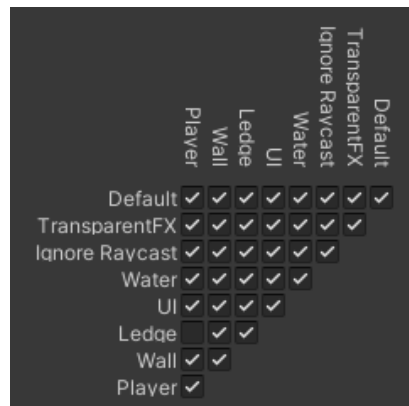 Player
Wall
Ledge
UI
Water
Ignore Raycast
TransparentFX
Default
Default
TransparentFX
Ignore Raycast
Water
UI
Ledge
Wall
Player